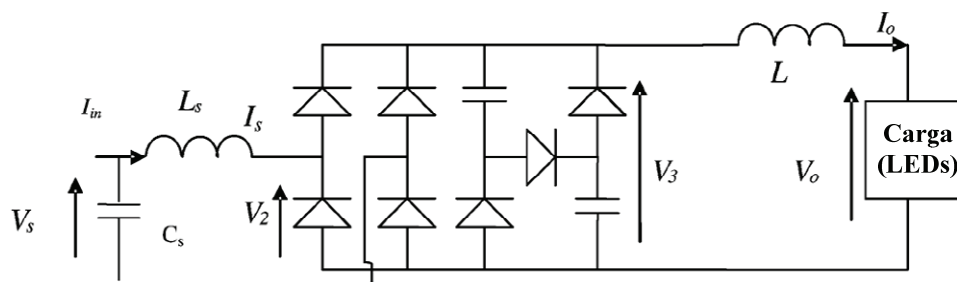 I_in
L_s
I_s
V_s
C_s
V_2
V_3
L
I_o
V_o
Carga
(LEDs)